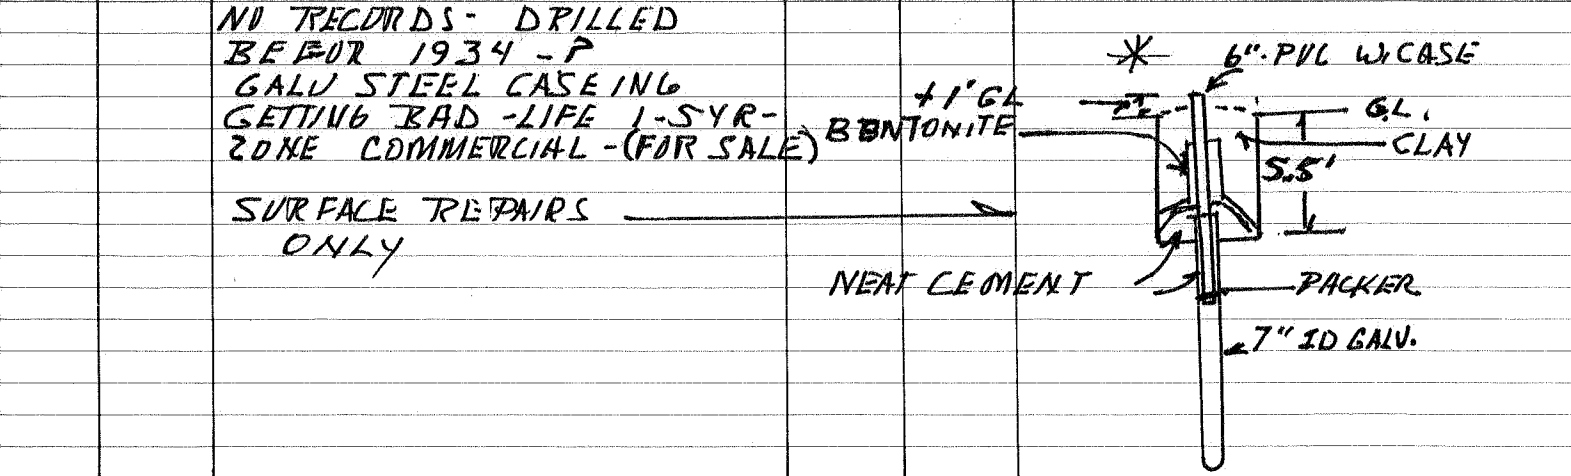 NO RECORDS- DRILLED
BEFOR 1934 -?
GALV STEEL CASEING
GETTING BAD -LIFE 1-5YR-
ZONE COMMERCIAL -(FOR SALE)
SURFACE REPAIRS
ONLY
6" PVC W. CASE
+1' GL
G.L.
BENTONITE
CLAY
5.5'
NEAT CEMENT
PACKER
7" ID GALV.